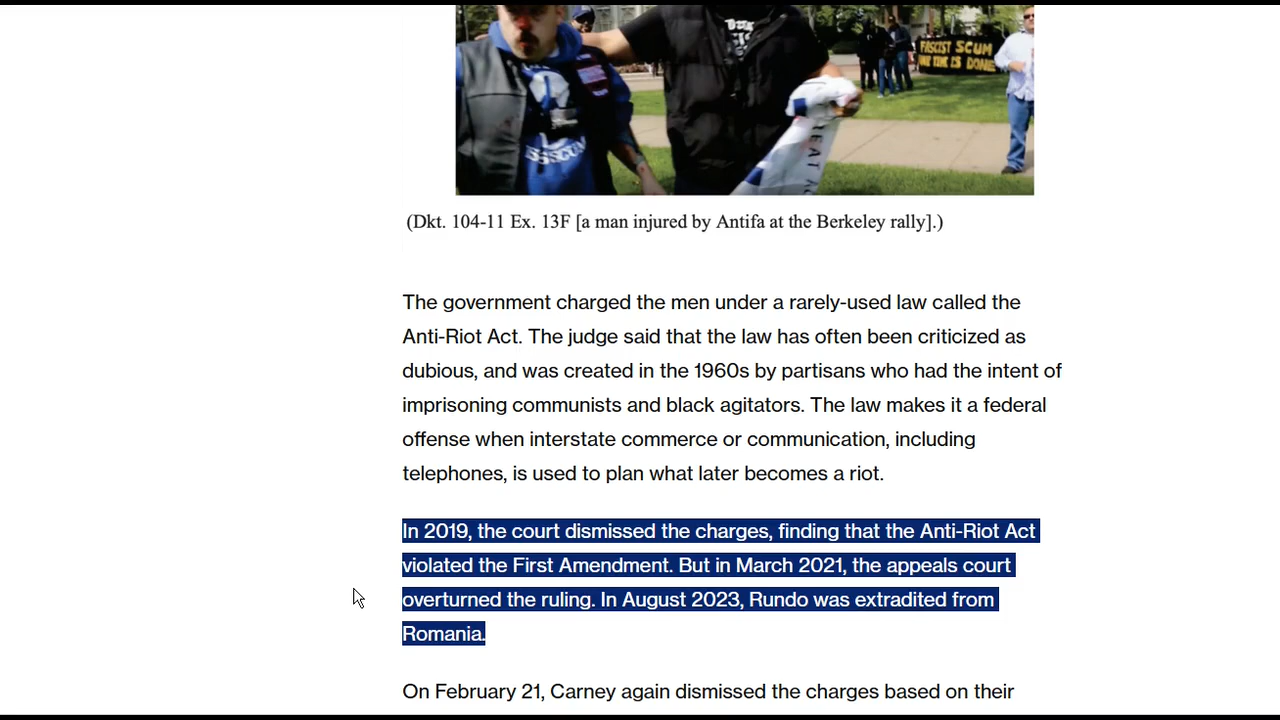 FASCIST SCUM
(Dkt. 104-11 Ex. 13F [a man injured by Antifa at the Berkeley rally].)
The government charged the men under a rarely-used law called the
Anti-Riot Act. The judge said that the law has often been criticized as
dubious, and was created in the 1960s by partisans who had the intent of
imprisoning communists and black agitators. The law makes it a federal
offense when interstate commerce or communication, including
telephones, is used to plan what later becomes a riot.
In 2019, the court dismissed the charges, finding that the Anti-Riot Act
violated the First Amendment. But in March 2021, the appeals court
overturned the ruling. In August 2023, Rundo was extradited from
Romania.
On February 21, Carney again dismissed the charges based on their